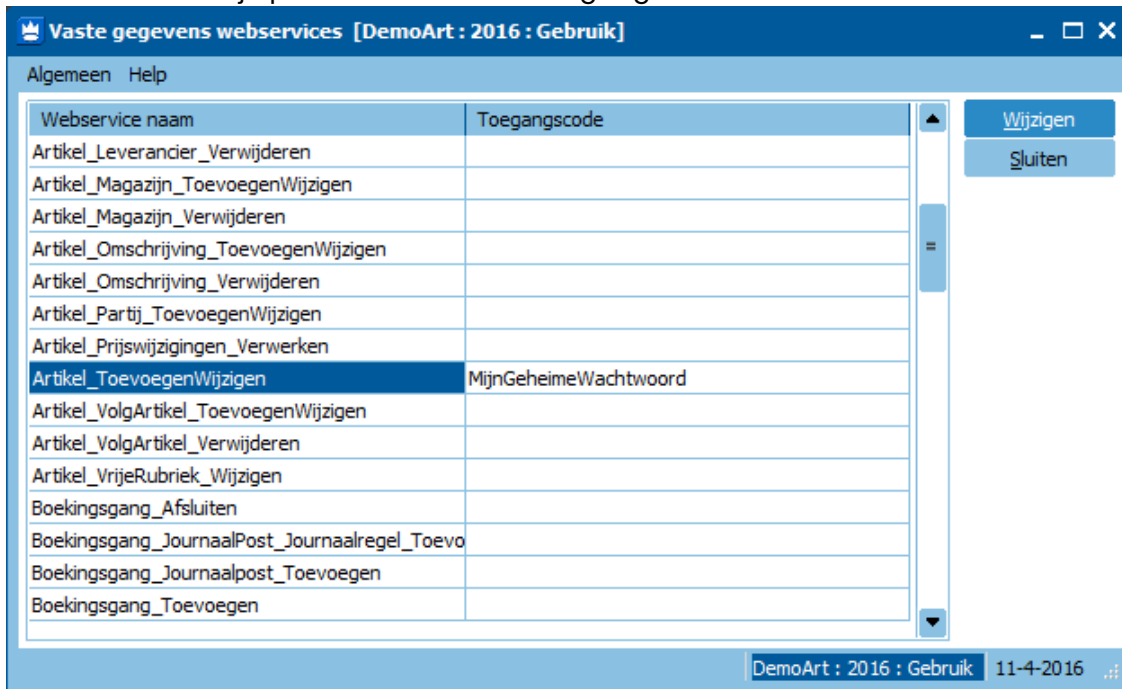 Vaste gegevens webservices [DemoArt : 2016 : Gebruik]
Algemeen Help
Webservice naam Toegangscode
Wijzigen
Artikel_Leverancier_Verwijderen
Sluiten
Artikel_Magazijn_ToevoegenWijzigen
Artikel_Magazijn_Verwijderen
Artikel_Omschrijving_ToevoegenWijzigen
Artikel_Omschrijving_Verwijderen
Artikel_Partij_ToevoegenWijzigen
Artikel_Prijswijzigingen_Verwerken
Artikel_ToevoegenWijzigen MijnGeheimeWachtwoord
Artikel_VolgArtikel_ToevoegenWijzigen
Artikel_VolgArtikel_Verwijderen
Artikel_VrijeRubriek_Wijzigen
Boekingsgang_Afsluiten
Boekingsgang_JournaalPost_Journaalregel_Toevo
Boekingsgang_Journaalpost_Toevoegen
Boekingsgang_Toevoegen
DemoArt : 2016 : Gebruik 11-4-2016